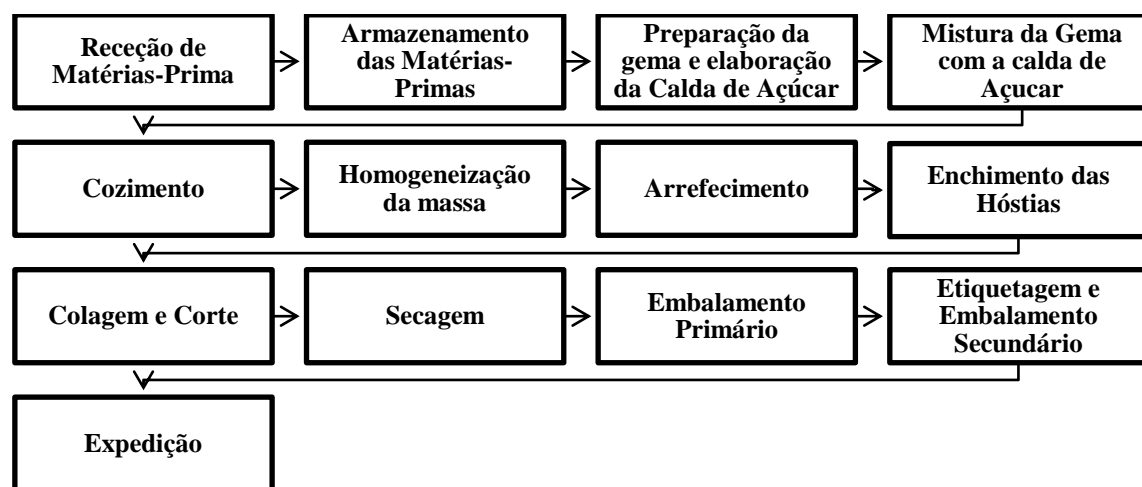 Receção de
Matérias-Prima
Armazenamento
das Matérias-
Primas
Preparação da
gema e elaboração
da Calda de Açúcar
Mistura da Gema
com a calda de
Açucar
Cozimento
Homogeneização
da massa
Arrefecimento
Enchimento das
Hóstias
Colagem e Corte
Secagem
Embalamento
Primário
Etiquetagem e
Embalamento
Secundário
Expedição